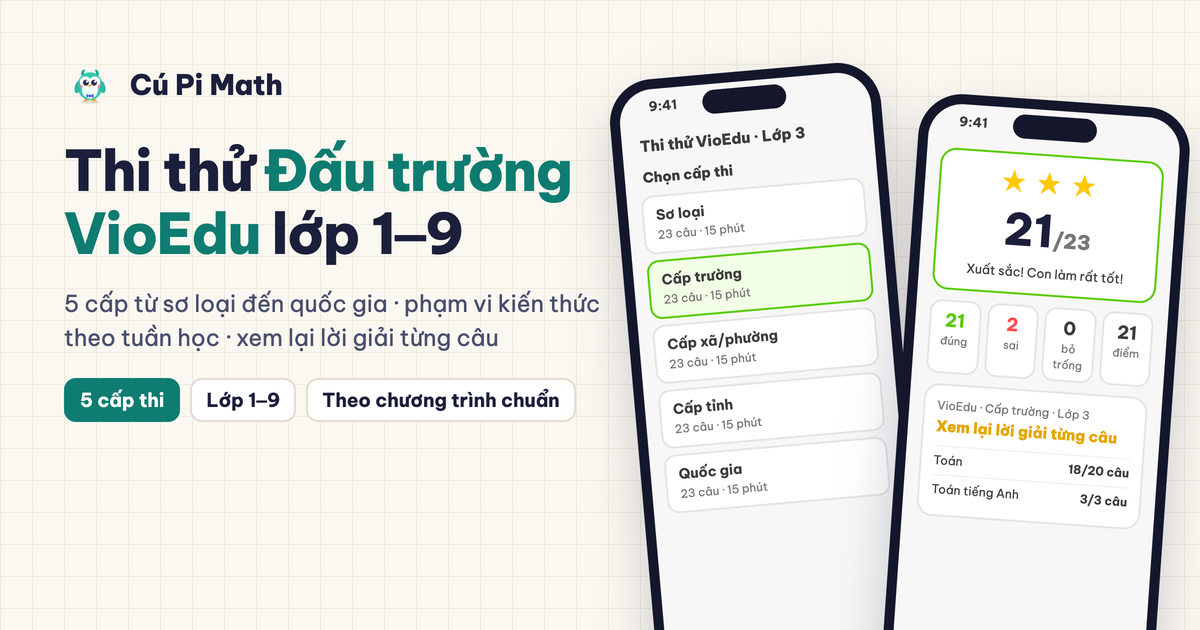 Cú Pi Math
Thi thử Đấu trường
VioEdu lớp 1–9
5 cấp từ sơ loại đến quốc gia · phạm vi kiến thức
theo tuần học · xem lại lời giải từng câu
5 cấp thi
Lớp 1–9
Theo chương trình chuẩn
9:41
Thi thử VioEdu · Lớp 3
Chọn cấp thi
Sơ loại
23 câu · 15 phút
Cấp trường
23 câu · 15 phút
Cấp xã/phường
23 câu · 15 phút
Cấp tỉnh
23 câu · 15 phút
Quốc gia
23 câu · 15 phút
9:41
21/23
Xuất sắc! Con làm rất tốt!
21
đúng
2
sai
0
bỏ
trống
21
điểm
VioEdu · Cấp trường · Lớp 3
Xem lại lời giải từng câu
Toán 18/20 câu
Toán tiếng Anh 3/3 câu